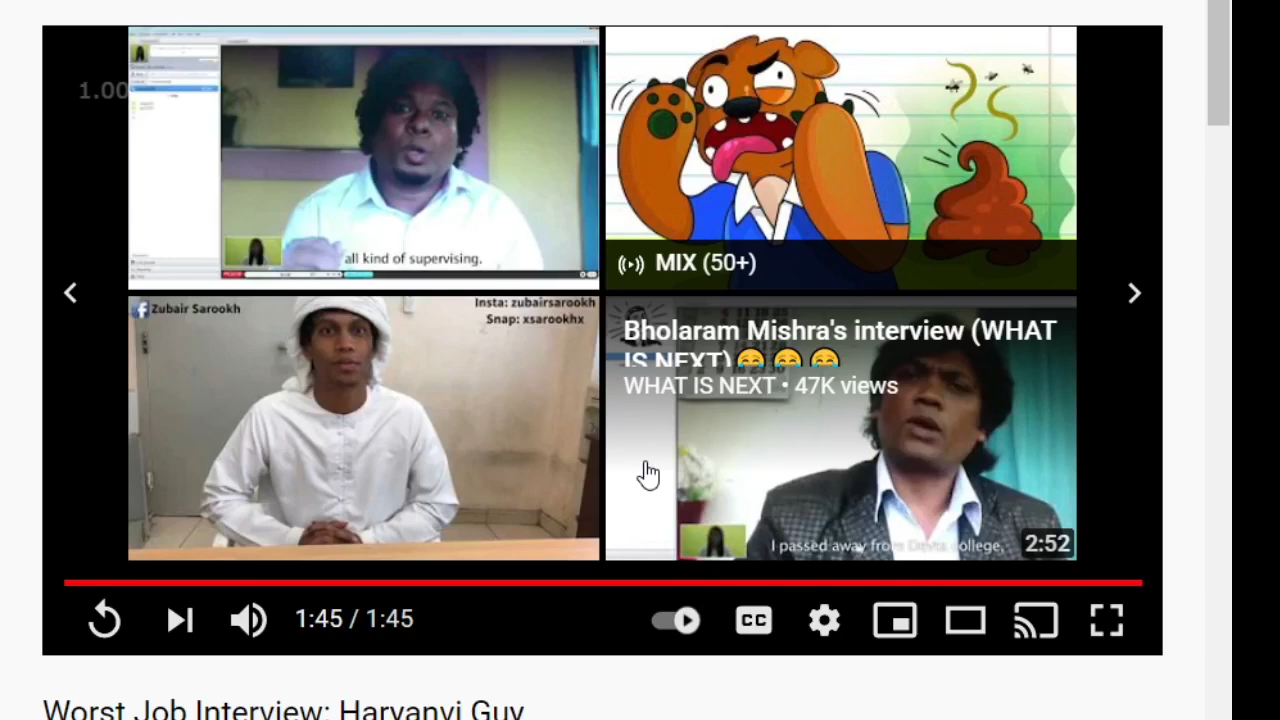 1.00
all kind of supervising.
MIX (50+)
Zubair Sarookh
Insta: zubairsarookh
Snap: xsarookhx
Bholaram Mishra's interview (WHAT
IS NEXT) 😂 😂 😂
WHAT IS NEXT • 47K views
I passed away from college,
2:52
1:45 / 1:45
CC
Worst Job Interview: Haryanvi Guy